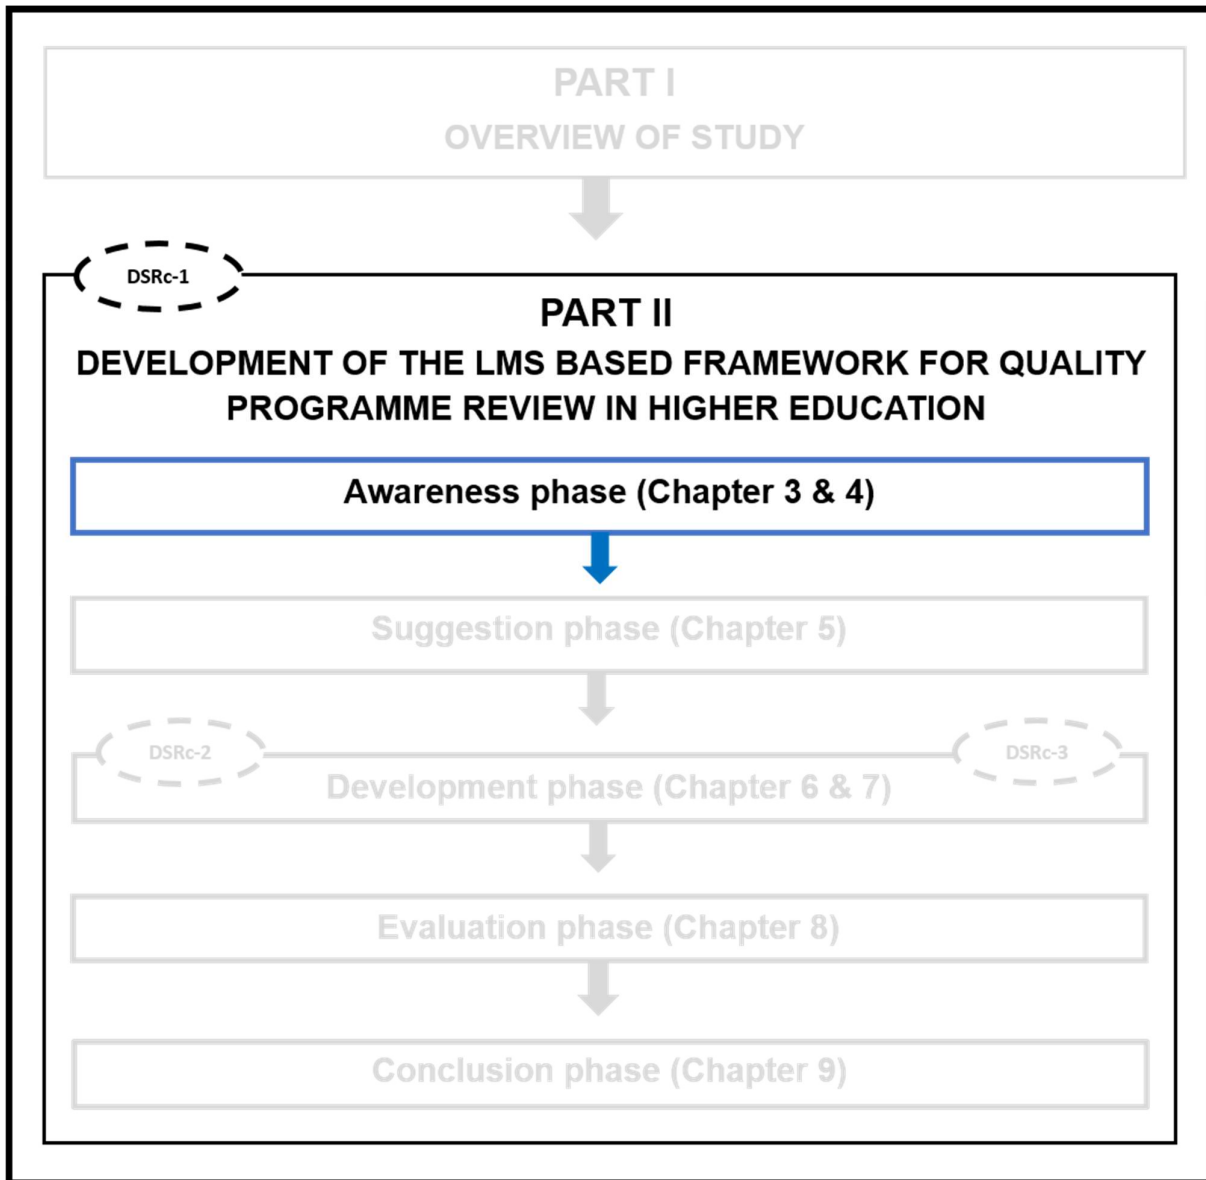 PART I
OVERVIEW OF STUDY
DSRc-1
PART II
DEVELOPMENT OF THE LMS BASED FRAMEWORK FOR QUALITY
PROGRAMME REVIEW IN HIGHER EDUCATION
Awareness phase (Chapter 3 & 4)
Suggestion phase (Chapter 5)
DSRc-2
DSRc-3
Development phase (Chapter 6 & 7)
Evaluation phase (Chapter 8)
Conclusion phase (Chapter 9)